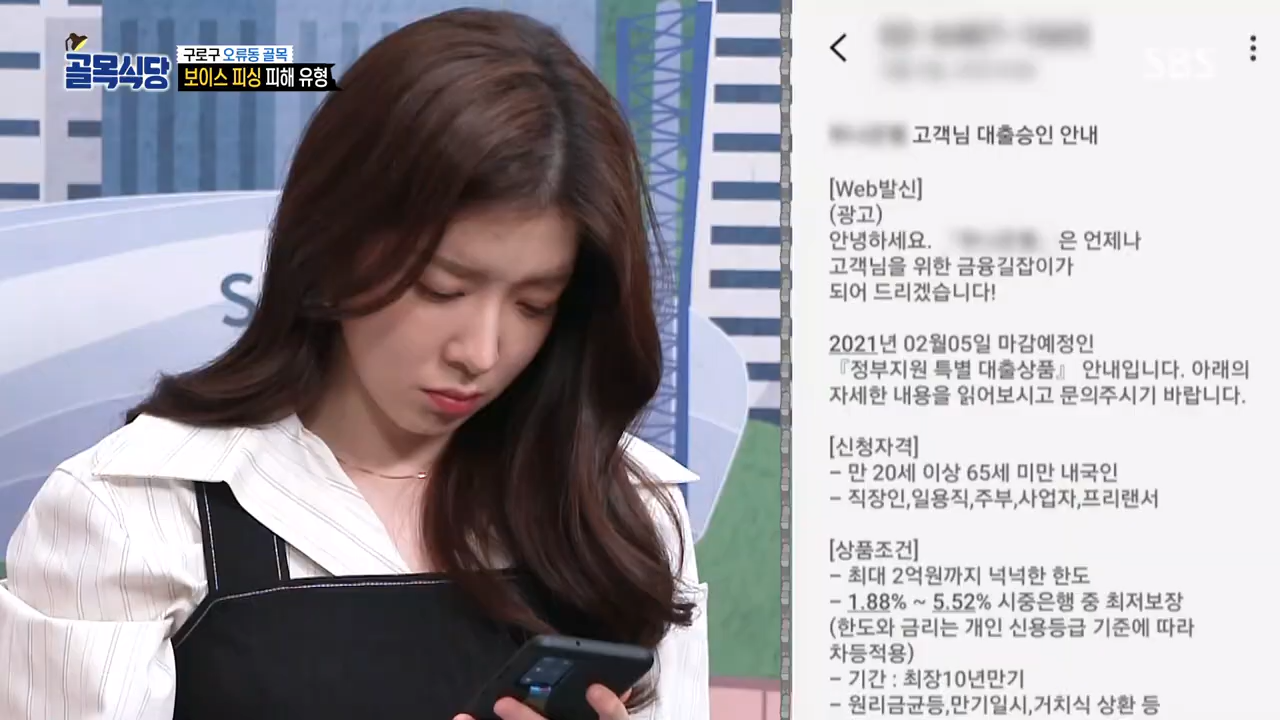 골목식당
구로구 오류동 골목
보이스 피싱 피해 유형
SBS
S
고객님 대출승인 안내
[Web발신]
(광고)
안녕하세요. 은 언제나
고객님을 위한 금융길잡이가
되어 드리겠습니다!
2021년 02월05일 마감예정인
『정부지원 특별 대출상품』 안내입니다. 아래의
자세한 내용을 읽어보시고 문의주시기 바랍니다.
[신청자격]
- 만 20세 이상 65세 미만 내국인
- 직장인,일용직,주부,사업자,프리랜서
[상품조건]
- 최대 2억원까지 넉넉한 한도
- 1.88% ~ 5.52% 시중은행 중 최저보장
(한도와 금리는 개인 신용등급 기준에 따라
차등적용)
- 기간 : 최장10년만기
- 원리금균등,만기일시,거치식 상환 등